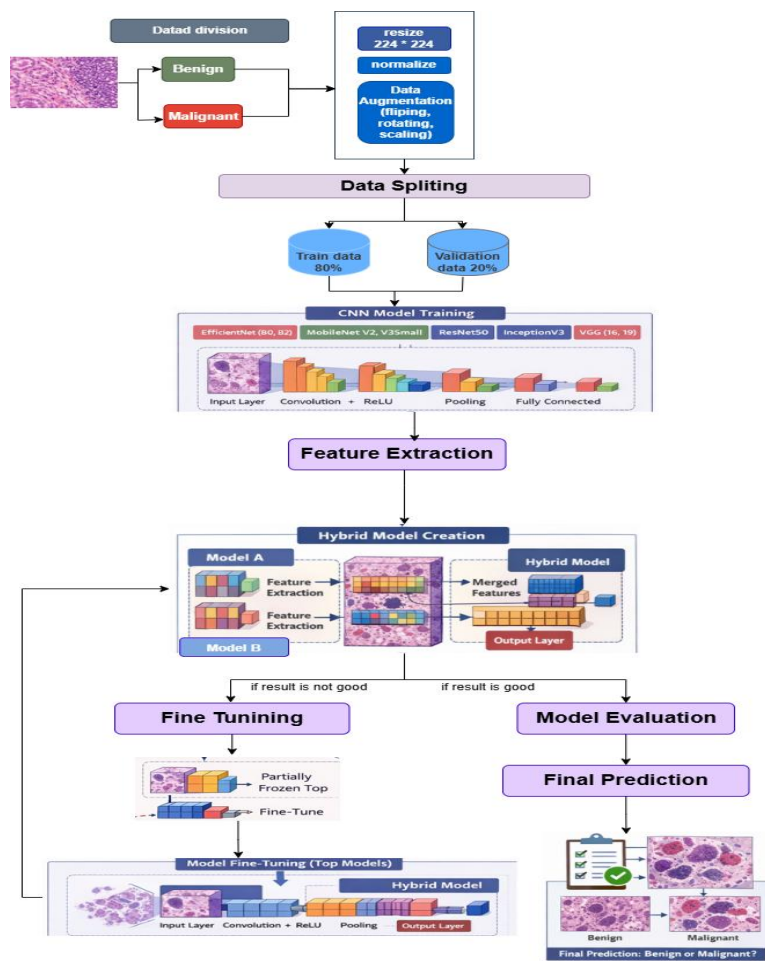 Datad division
Benign
Malignant
resize
224 * 224
normalize
Data
Augmentation
(fliping,
rotating,
scaling)
Data Spliting
Train data
80%
Validation
data 20%
CNN Model Training
EfficientNet (B0, B2)
MobileNet V2, V3Small
ResNet50
InceptionV3
VGG (16, 19)
Input Layer
Convolution + ReLU
Pooling
Fully Connected
Feature Extraction
Hybrid Model Creation
Model A
Feature
Extraction
Feature
Extraction
Model B
Hybrid Model
Merged
Features
Output Layer
if result is not good
if result is good
Fine Tunining
Model Evaluation
Partially
Frozen Top
Fine-Tune
Final Prediction
Model Fine-Tuning (Top Models)
Hybrid Model
Input Layer
Convolution + ReLU
Pooling
Output Layer
Benign
Malignant
Final Prediction: Benign or Malignant?